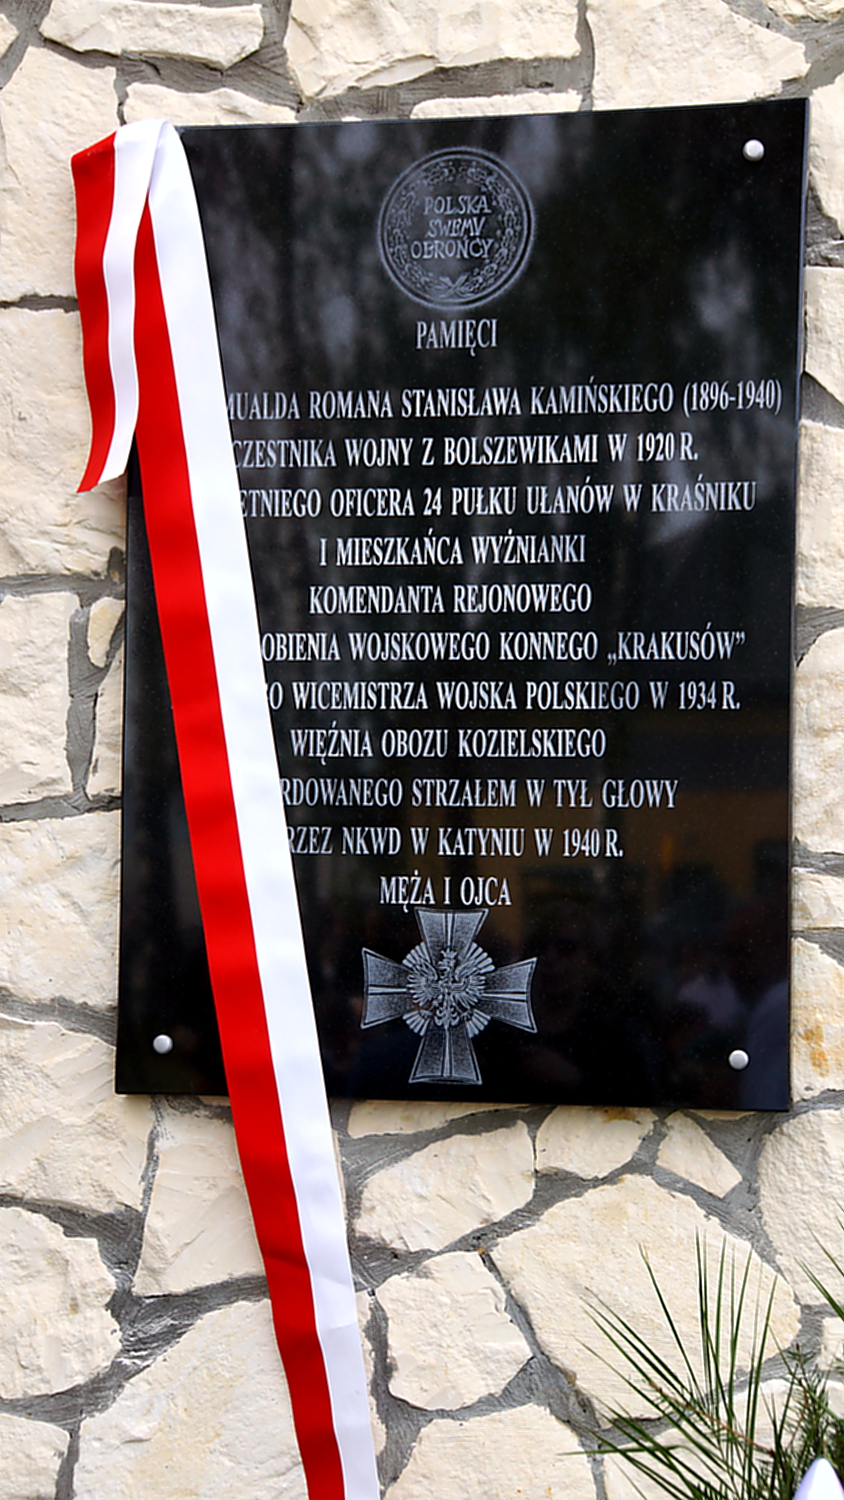 POLSKA
SWEMV
OBROŃCY
PAMIĘCI
MUALDA ROMANA STANISŁAWA KAMIŃSKIEGO (1896-1940)
CZESTNIKA WOJNY Z BOLSZEWIKAMI W 1920 R.
ETNIEGO OFICERA 24 PUŁKU UŁANÓW W KRAŚNIKU
I MIESZKAŃCA WYŻNIANKI
KOMENDANTA REJONOWEGO
OBIENIA WOJSKOWEGO KONNEGO „KRAKUSÓW”
O WICEMISTRZA WOJSKA POLSKIEGO W 1934 R.
WIĘŹNIA OBOZU KOZIELSKIEGO
RDOWANEGO STRZAŁEM W TYŁ GŁOWY
RZEZ NKWD W KATYNIU W 1940 R.
MĘŻA I OJCA